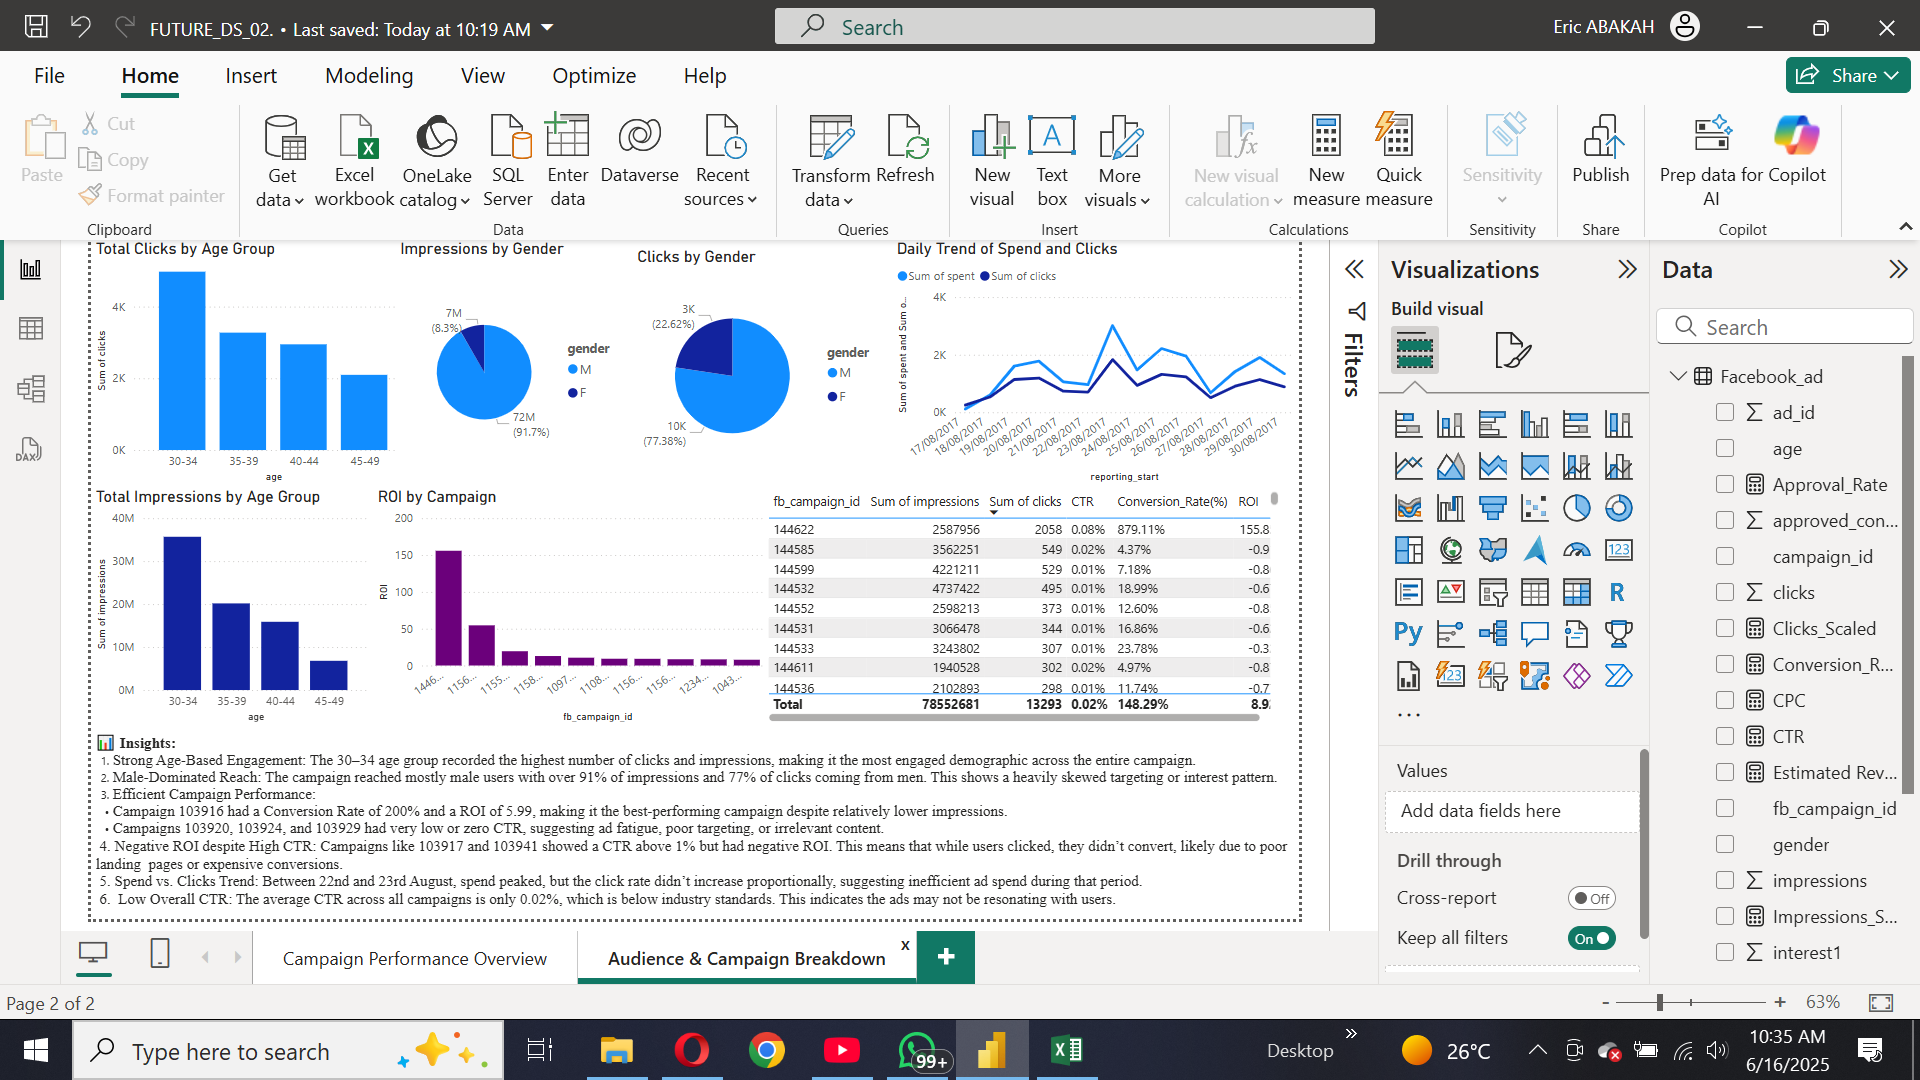 FUTURE_DS_02. • Last saved: Today at 10:19 AM
Search
Eric ABAKAH
File Home Insert Modeling View Optimize Help
Share
Paste
Cut
Copy
Format painter
Clipboard
Get data
Excel workbook
OneLake catalog
SQL Server
Enter data
Dataverse
Recent sources
Data
Transform data
Refresh
Queries
New visual
Text box
More visuals
Insert
New visual calculation
New measure
Quick measure
Calculations
Sensitivity
Sensitivity
Publish
Share
Prep data for AI
Copilot
Copilot
Total Clicks by Age Group
Sum of clicks
4K
2K
0K
30-34 35-39 40-44 45-49
age
Impressions by Gender
7M
(8.3%)
72M
(91.7%)
gender
M
F
Clicks by Gender
3K
(22.62%)
10K
(77.38%)
gender
M
F
Daily Trend of Spend and Clicks
Sum of spent Sum of clicks
Sum of spent and Sum o...
4K
2K
0K
17/08/2017 18/08/2017 19/08/2017 20/08/2017 21/08/2017 22/08/2017 23/08/2017 24/08/2017 25/08/2017 26/08/2017 27/08/2017 28/08/2017 29/08/2017 30/08/2017
reporting_start
Total Impressions by Age Group
Sum of impressions
40M
30M
20M
10M
0M
30-34 35-39 40-44 45-49
age
ROI by Campaign
ROI
200
150
100
50
0
1446... 1156... 1155... 1158... 1097... 1108... 1156... 1156... 1234... 1043...
fb_campaign_id
fb_campaign_id Sum of impressions Sum of clicks CTR Conversion_Rate(%) ROI
144622 2587956 2058 0.08% 879.11% 155.8
144585 3562251 549 0.02% 4.37% -0.9
144599 4221211 529 0.01% 7.18% -0.8
144532 4737422 495 0.01% 18.99% -0.6
144552 2598213 373 0.01% 12.60% -0.8
144531 3066478 344 0.01% 16.86% -0.6
144533 3243802 307 0.01% 23.78% -0.3
144611 1940528 302 0.02% 4.97% -0.8
144536 2102893 298 0.01% 11.74% -0.7
Total 78552681 13293 0.02% 148.29% 8.9
Insights:
1. Strong Age-Based Engagement: The 30–34 age group recorded the highest number of clicks and impressions, making it the most engaged demographic across the entire campaign.
2. Male-Dominated Reach: The campaign reached mostly male users with over 91% of impressions and 77% of clicks coming from men. This shows a heavily skewed targeting or interest pattern.
3. Efficient Campaign Performance:
• Campaign 103916 had a Conversion Rate of 200% and a ROI of 5.99, making it the best-performing campaign despite relatively lower impressions.
• Campaigns 103920, 103924, and 103929 had very low or zero CTR, suggesting ad fatigue, poor targeting, or irrelevant content.
4. Negative ROI despite High CTR: Campaigns like 103917 and 103941 showed a CTR above 1% but had negative ROI. This means that while users clicked, they didn’t convert, likely due to poor
landing pages or expensive conversions.
5. Spend vs. Clicks Trend: Between 22nd and 23rd August, spend peaked, but the click rate didn’t increase proportionally, suggesting inefficient ad spend during that period.
6. Low Overall CTR: The average CTR across all campaigns is only 0.02%, which is below industry standards. This indicates the ads may not be resonating with users.
Filters
Visualizations
Build visual
123
R
Py
123
...
Values
Add data fields here
Drill through
Cross-report
Off
Keep all filters
On
Data
Search
Facebook_ad
ad_id
age
Approval_Rate
approved_con...
campaign_id
clicks
Clicks_Scaled
Conversion_R...
CPC
CTR
Estimated Rev...
fb_campaign_id
gender
impressions
Impressions_S...
interest1
Campaign Performance Overview
Audience & Campaign Breakdown
x
+
Page 2 of 2
- + 63%
Type here to search
99+
Desktop
26°C
10:35 AM
6/16/2025
DAX